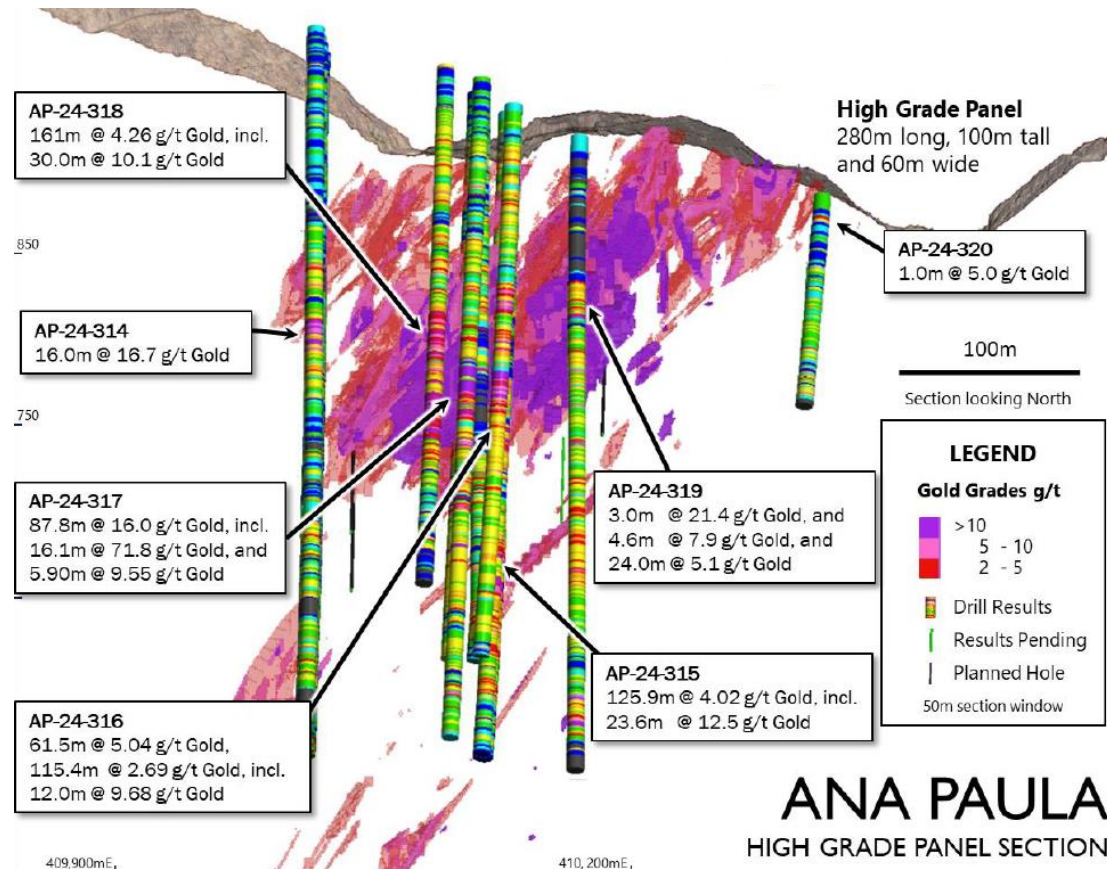 AP-24-318
161m @ 4.26 g/t Gold, incl.
30.0m @ 10.1 g/t Gold
High Grade Panel
280m long, 100m tall
and 60m wide
850
AP-24-320
1.0m @ 5.0 g/t Gold
AP-24-314
16.0m @ 16.7 g/t Gold
100m
Section looking North
750
LEGEND
Gold Grades g/t
>10
5 - 10
2 - 5
Drill Results
Results Pending
Planned Hole
50m section window
AP-24-317
87.8m @ 16.0 g/t Gold, incl.
16.1m @ 71.8 g/t Gold, and
5.90m @ 9.55 g/t Gold
AP-24-319
3.0m @ 21.4 g/t Gold, and
4.6m @ 7.9 g/t Gold, and
24.0m @ 5.1 g/t Gold
AP-24-315
125.9m @ 4.02 g/t Gold, incl.
23.6m @ 12.5 g/t Gold
AP-24-316
61.5m @ 5.04 g/t Gold,
115.4m @ 2.69 g/t Gold, incl.
12.0m @ 9.68 g/t Gold
ANA PAULA
HIGH GRADE PANEL SECTION
409,900mE
410,200mE